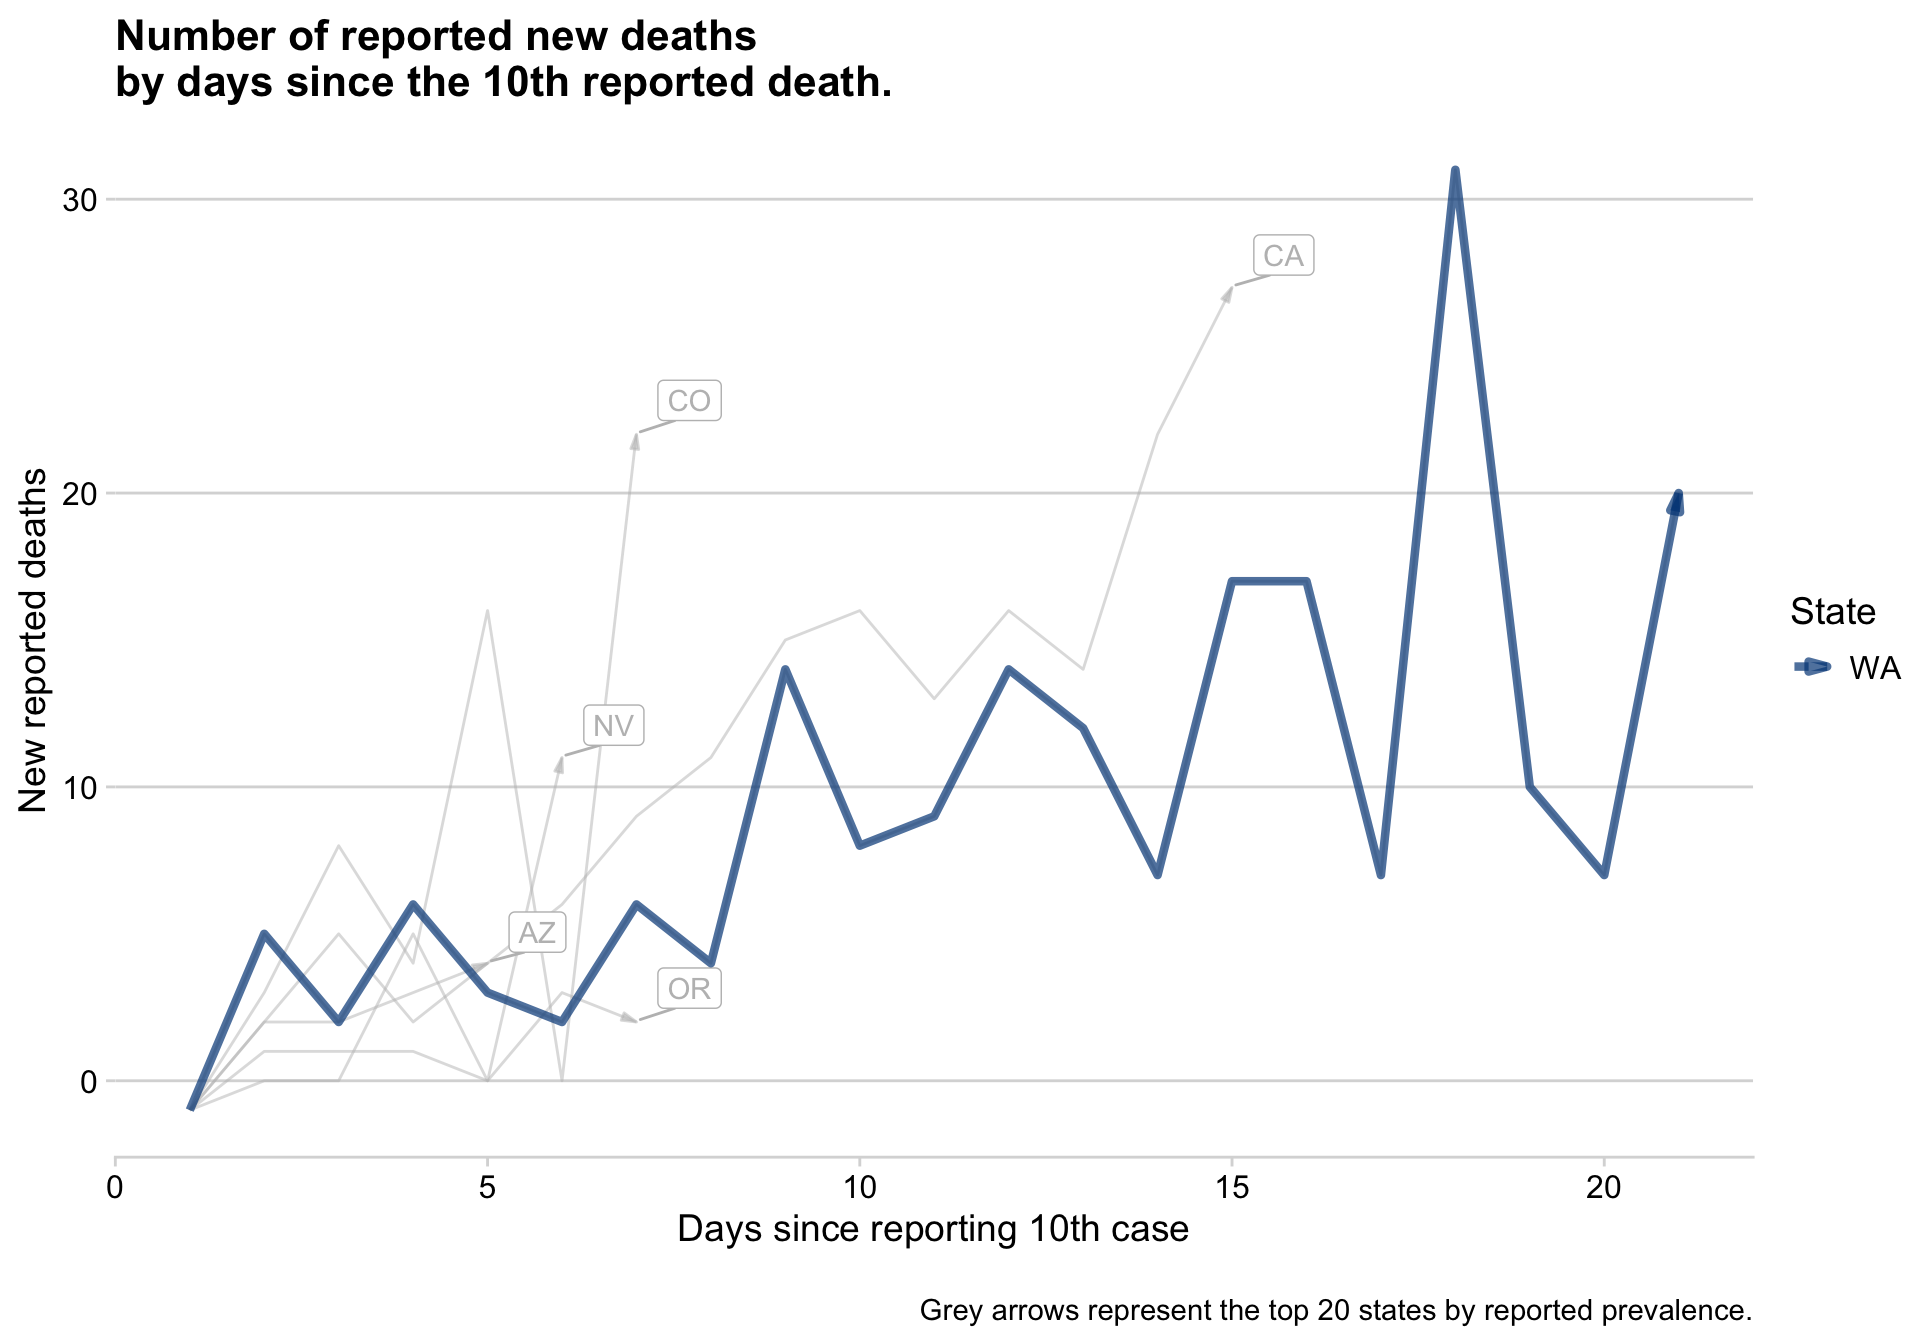 Number of reported new deaths
by days since the 10th reported death.
New reported deaths
30
20
10
0
CA
CO
NV
AZ
OR
State
WA
0 5 10 15 20
Days since reporting 10th case
Grey arrows represent the top 20 states by reported prevalence.